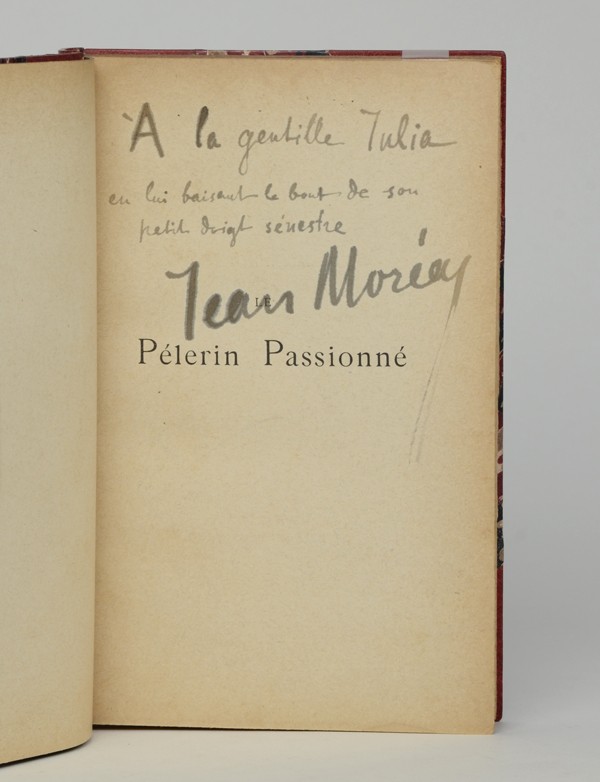 À la gentille Julia
en lui baisant le bout de son
petit doigt sénestre
Jean Moréas
LE
Pélerin Passionné